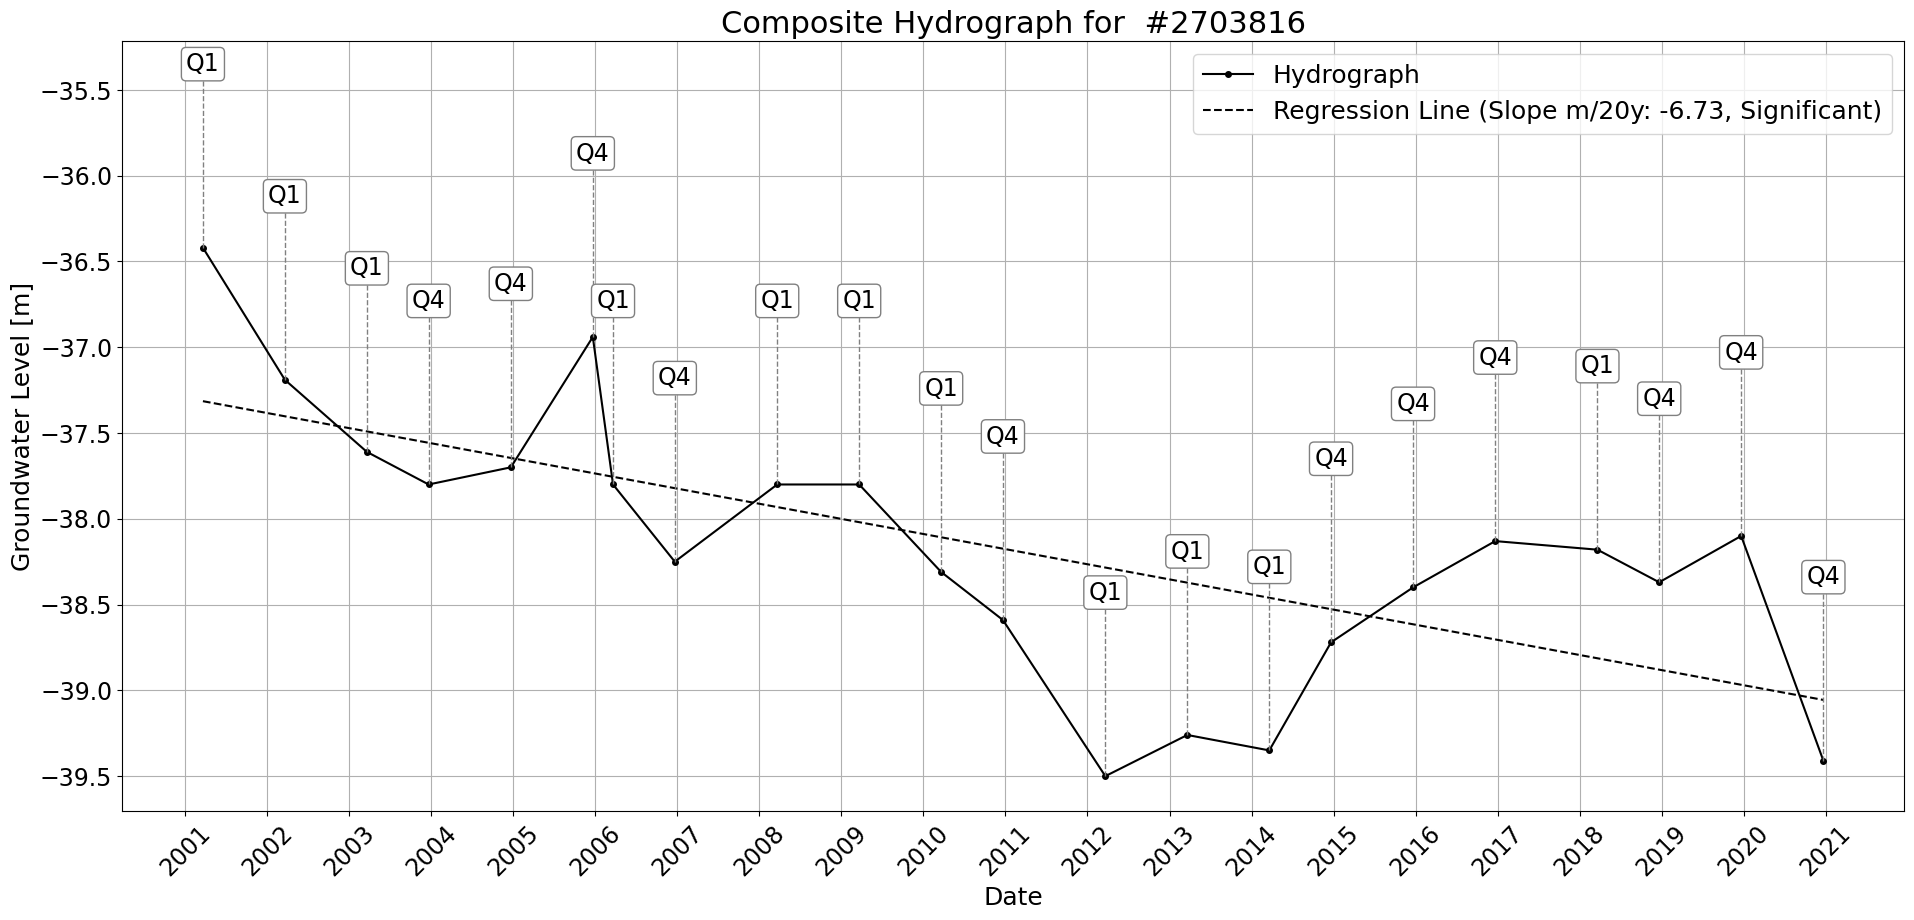 Composite Hydrograph for  #2703816
Hydrograph
Regression Line (Slope m/20y: -6.73, Significant)
Groundwater Level [m]
−35.5
−36.0
−36.5
−37.0
−37.5
−38.0
−38.5
−39.0
−39.5
Q1
Q1
Q1
Q4
Q4
Q4
Q1
Q4
Q1
Q1
Q1
Q4
Q1
Q1
Q1
Q4
Q4
Q4
Q1
Q4
Q4
Q4
2001
2002
2003
2004
2005
2006
2007
2008
2009
2010
2011
2012
2013
2014
2015
2016
2017
2018
2019
2020
2021
Date